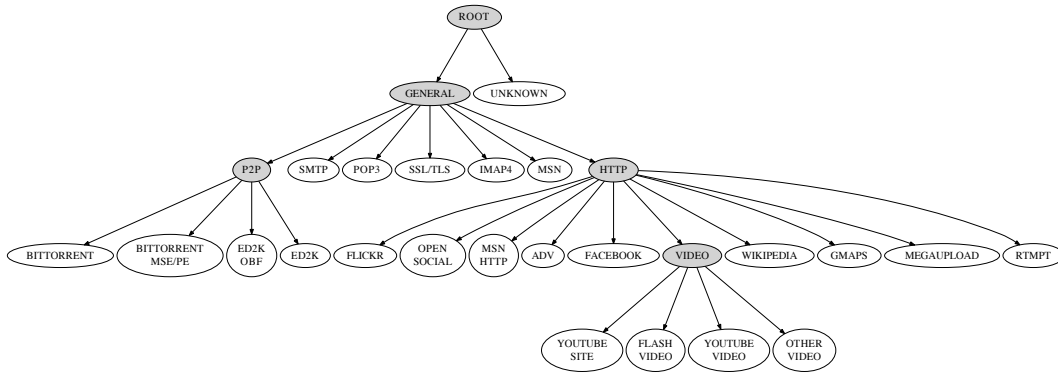 ROOT
GENERAL
UNKNOWN
P2P
SMTP
POP3
SSL/TLS
IMAP4
MSN
HTTP
BITTORRENT
BITTORRENT
MSE/PE
ED2K
OBF
ED2K
FLICKR
OPEN
SOCIAL
MSN
HTTP
ADV
FACEBOOK
VIDEO
WIKIPEDIA
GMAPS
MEGAUPLOAD
RTMPT
YOUTUBE
SITE
FLASH
VIDEO
YOUTUBE
VIDEO
OTHER
VIDEO